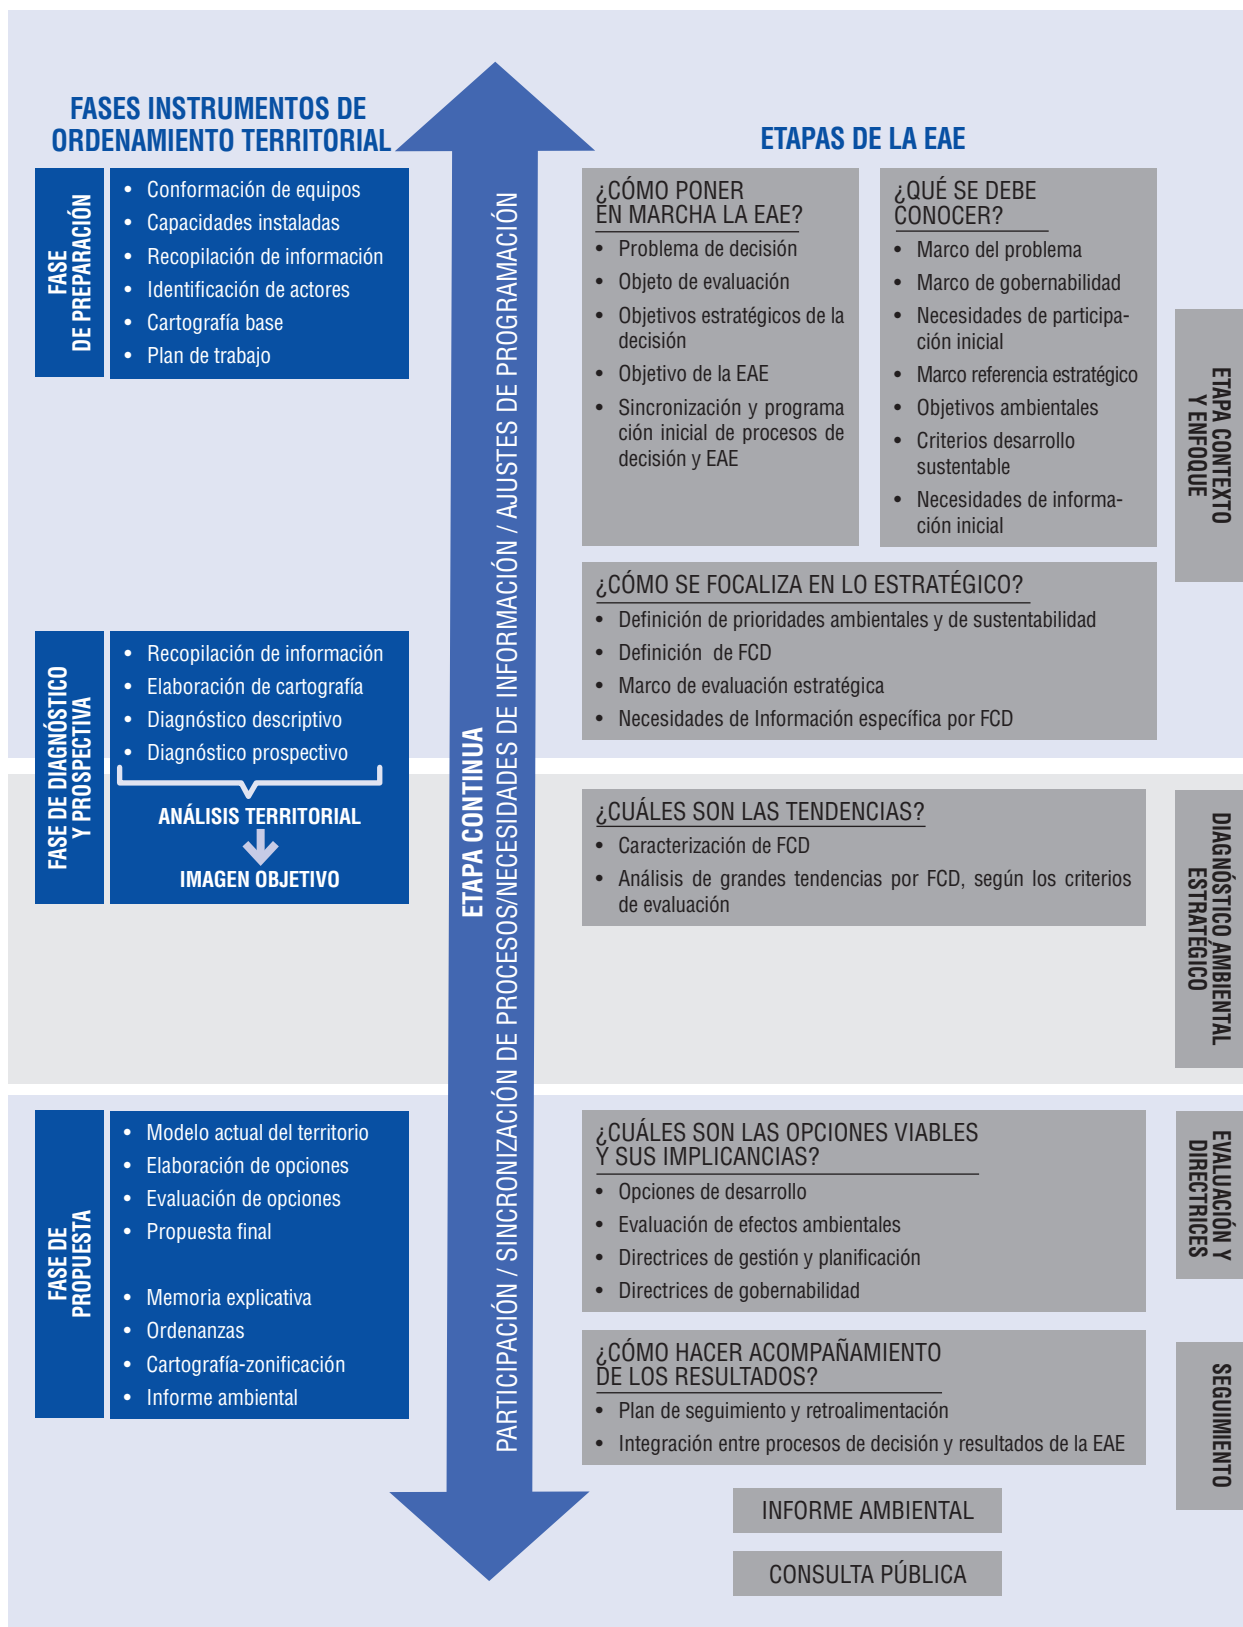 FASES INSTRUMENTOS DE
ORDENAMIENTO TERRITORIAL
FASE
DE PREPARACIÓN
• Conformación de equipos
• Capacidades instaladas
• Recopilación de información
• Identificación de actores
• Cartografía base
• Plan de trabajo
FASE DE DIAGNÓSTICO
Y PROSPECTIVA
• Recopilación de información
• Elaboración de cartografía
• Diagnóstico descriptivo
• Diagnóstico prospectivo
ANÁLISIS TERRITORIAL
IMAGEN OBJETIVO
FASE DE
PROPUESTA
• Modelo actual del territorio
• Elaboración de opciones
• Evaluación de opciones
• Propuesta final
• Memoria explicativa
• Ordenanzas
• Cartografía-zonificación
• Informe ambiental
ETAPA CONTINUA
PARTICIPACIÓN / SINCRONIZACIÓN DE PROCESOS/NECESIDADES DE INFORMACIÓN / AJUSTES DE PROGRAMACIÓN
ETAPAS DE LA EAE
¿CÓMO PONER
EN MARCHA LA EAE?
• Problema de decisión
• Objeto de evaluación
• Objetivos estratégicos de la
decisión
• Objetivo de la EAE
• Sincronización y programa
ción inicial de procesos de
decisión y EAE
¿QUÉ SE DEBE
CONOCER?
• Marco del problema
• Marco de gobernabilidad
• Necesidades de participa-
ción inicial
• Marco referencia estratégico
• Objetivos ambientales
• Criterios desarrollo
sustentable
• Necesidades de informa-
ción inicial
¿CÓMO SE FOCALIZA EN LO ESTRATÉGICO?
• Definición de prioridades ambientales y de sustentabilidad
• Definición de FCD
• Marco de evaluación estratégica
• Necesidades de Información específica por FCD
ETAPA CONTEXTO
Y ENFOQUE
¿CUÁLES SON LAS TENDENCIAS?
• Caracterización de FCD
• Análisis de grandes tendencias por FCD, según los criterios
de evaluación
DIAGNÓSTICO AMBIENTAL
ESTRATÉGICO
¿CUÁLES SON LAS OPCIONES VIABLES
Y SUS IMPLICANCIAS?
• Opciones de desarrollo
• Evaluación de efectos ambientales
• Directrices de gestión y planificación
• Directrices de gobernabilidad
EVALUACIÓN Y
DIRECTRICES
¿CÓMO HACER ACOMPAÑAMIENTO
DE LOS RESULTADOS?
• Plan de seguimiento y retroalimentación
• Integración entre procesos de decisión y resultados de la EAE
SEGUIMIENTO
INFORME AMBIENTAL
CONSULTA PÚBLICA